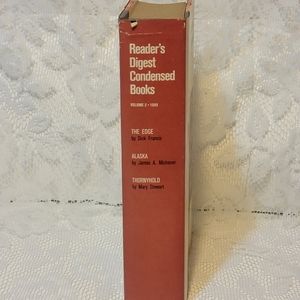 Reader's
Digest
Condensed
Books
VOLUME 2 • 1989
THE EDGE
by Dick Francis
ALASKA
by James A. Michener
THORNYHOLD
by Mary Stewart